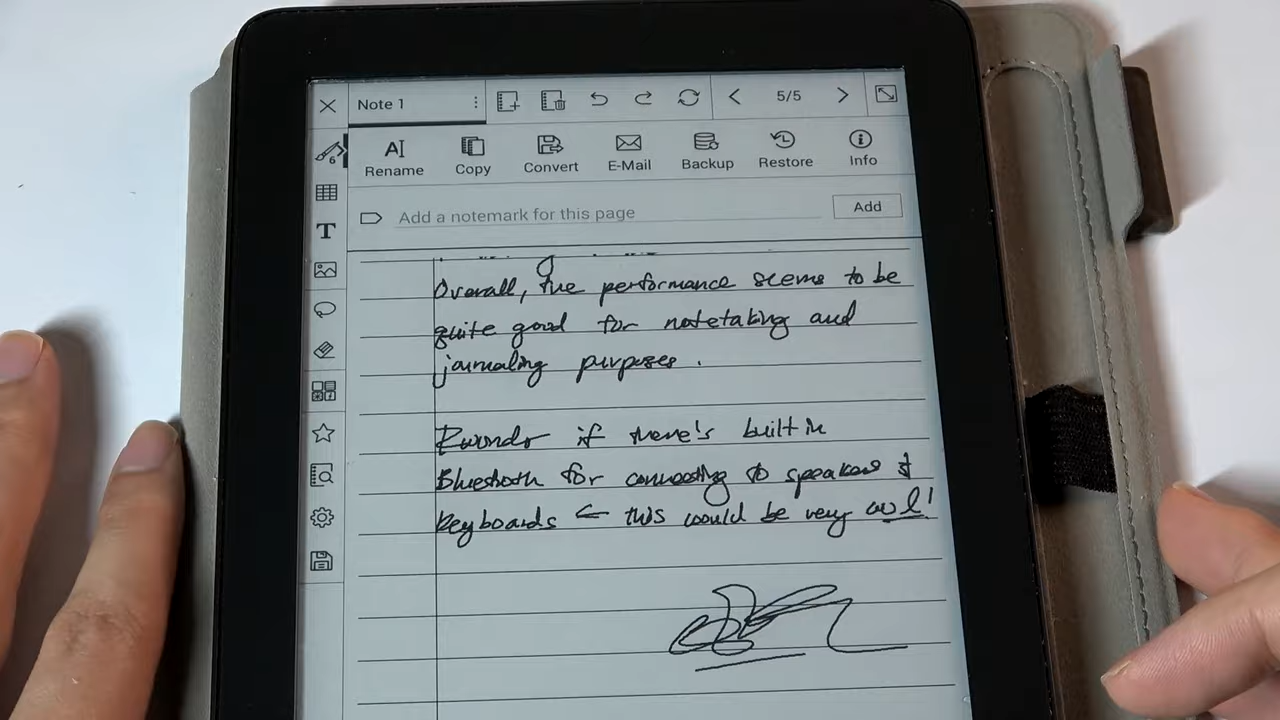 Note 1
5/5
Rename Copy Convert E-Mail Backup Restore Info
Add a notemark for this page Add
T
Overall, the performance seems to be
quite good for notetaking and
journaling purposes.
if there's built in
Bluetooth for connecting to speakers &
keyboards ← this would be very cool!